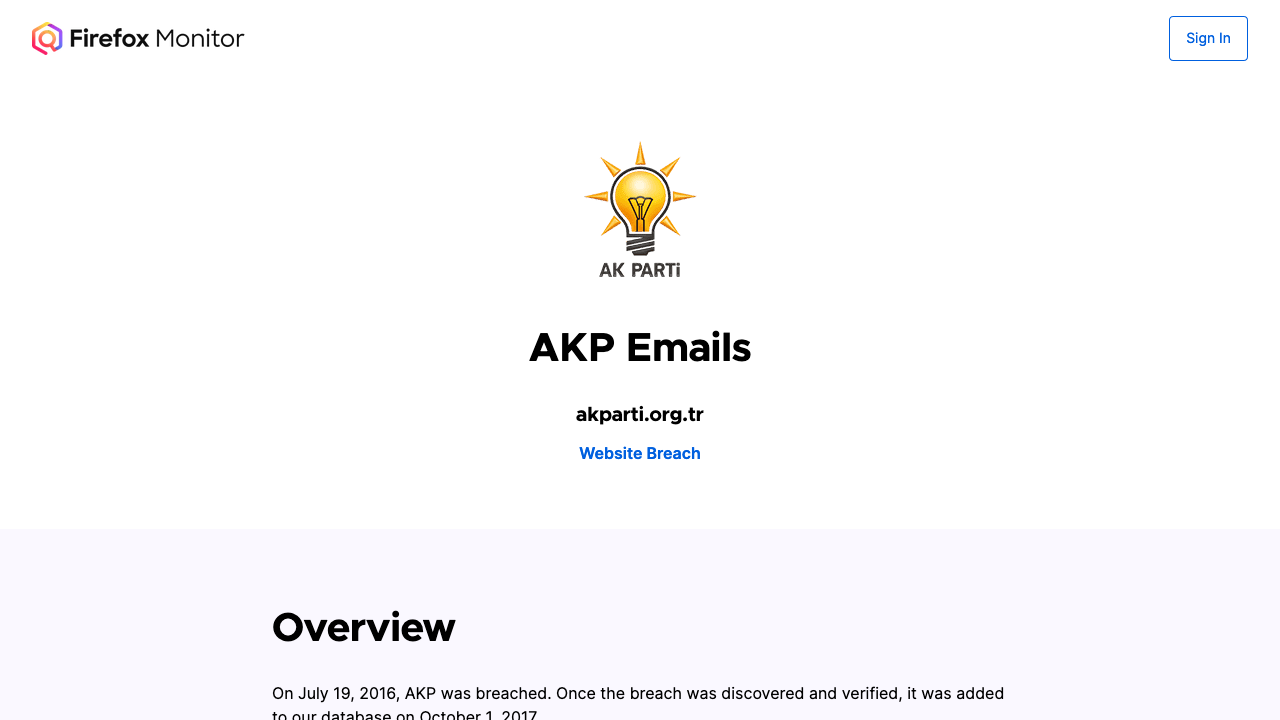 Firefox Monitor
Sign In
AK PARTİ
AKP Emails
akparti.org.tr
Website Breach
Overview
On July 19, 2016, AKP was breached. Once the breach was discovered and verified, it was added
to our database on October 1, 2017.